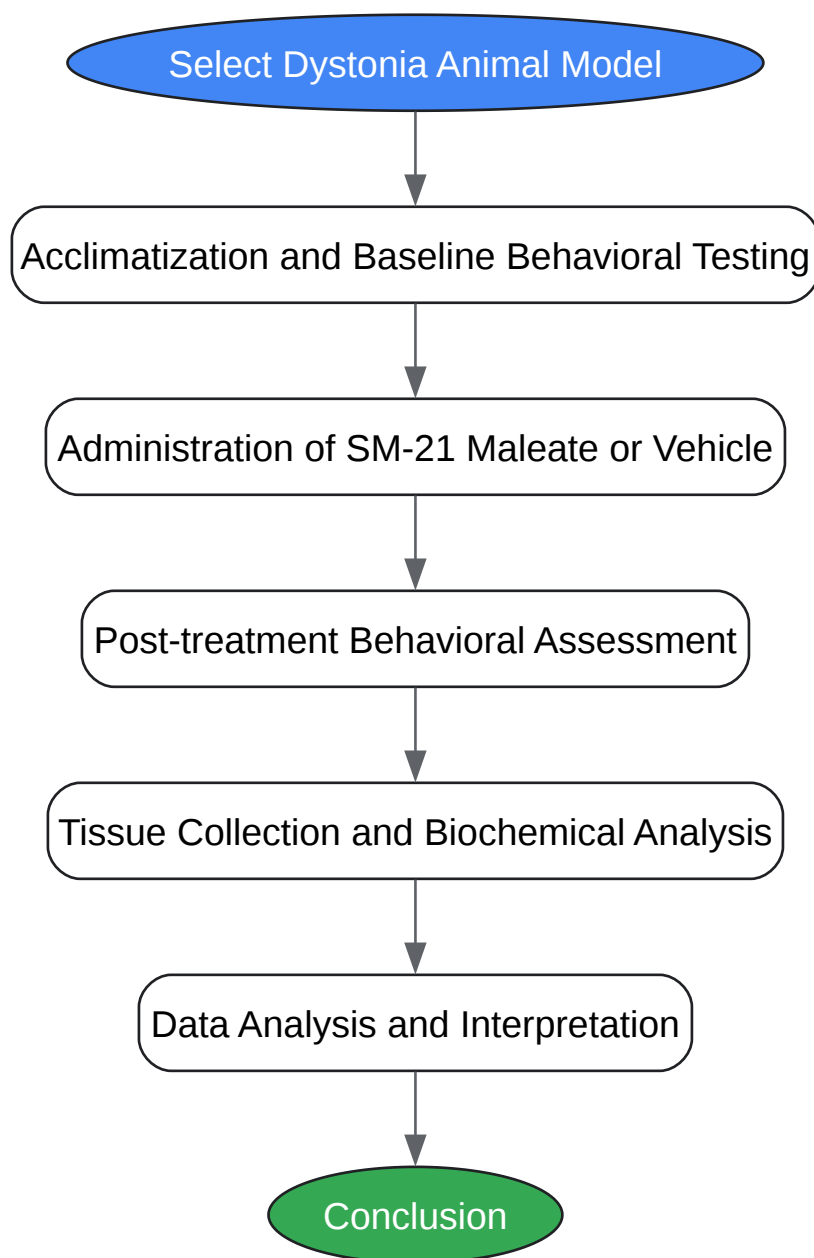 Select Dystonia Animal Model
Acclimatization and Baseline Behavioral Testing
Administration of SM-21 Maleate or Vehicle
Post-treatment Behavioral Assessment
Tissue Collection and Biochemical Analysis
Data Analysis and Interpretation
Conclusion